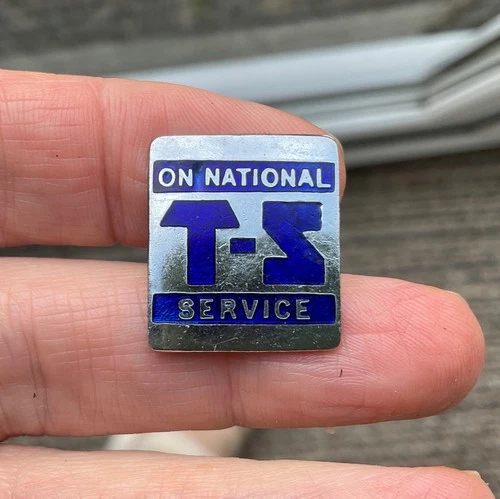 ON NATIONAL
T-S
SERVICE